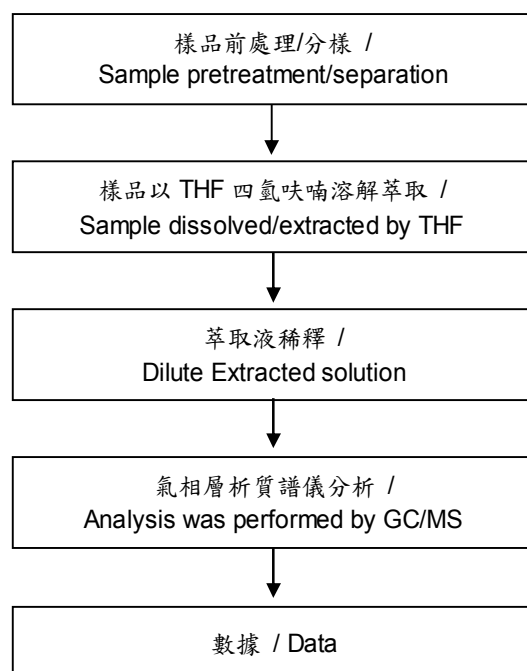 樣品前處理/分樣 /
Sample pretreatment/separation
樣品以 THF 四氫呋喃溶解萃取 /
Sample dissolved/extracted by THF
萃取液稀釋 /
Dilute Extracted solution
氣相層析質譜儀分析 /
Analysis was performed by GC/MS
數據 / Data